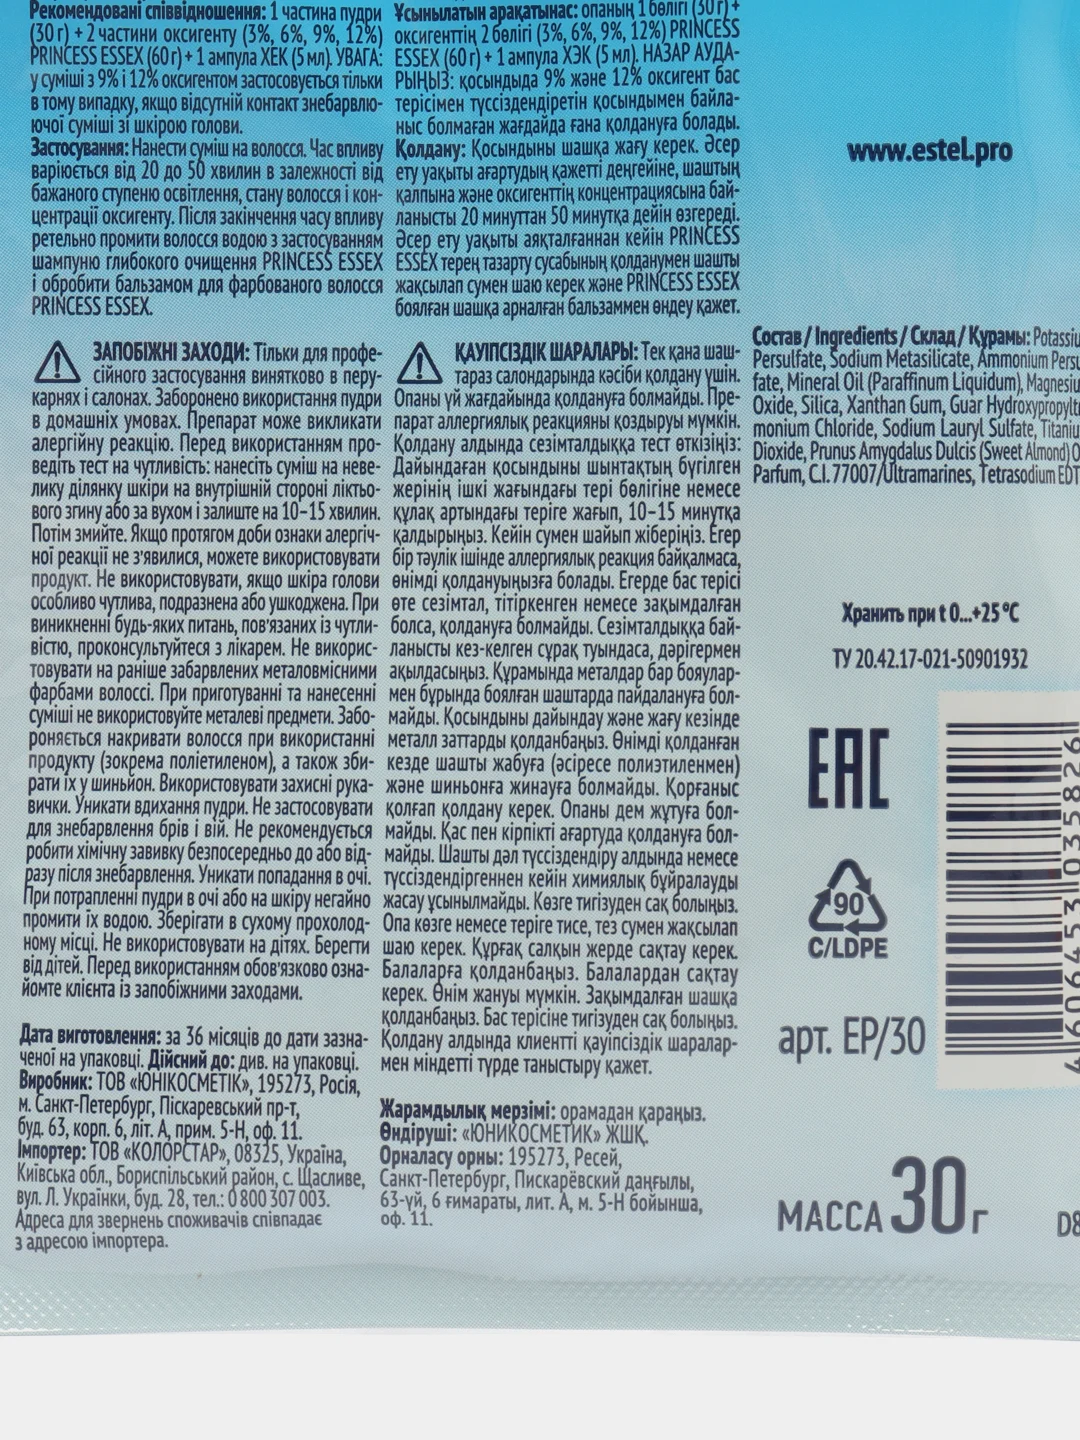 Рекомендовані співвідношення: 1 частина пудри
(30 г) + 2 частини оксигенту (3%, 6%, 9%, 12%)
PRINCESS ESSEX (60 г) + 1 ампула ХЕК (5 мл). УВАГА:
у суміші з 9% і 12% оксигентом застосовується тільки
в тому випадку, якщо відсутній контакт знебарвлю-
ючої суміші зі шкірою голови.
Застосування: Нанести суміш на волосся. Час впливу
варіюється від 20 до 50 хвилин в залежності від
бажаного ступеню освітлення, стану волосся і кон-
центрації оксигенту. Після закінчення часу впливу
ретельно промити волосся водою з застосуванням
шампуню глибокого очищення PRINCESS ESSEX
і обробити бальзамом для фарбованого волосся
PRINCESS ESSEX.
ЗАПОБІЖНІ ЗАХОДИ: Тільки для профе-
сійного застосування винятково в перу-
карнях і салонах. Заборонено використання пудри
в домашніх умовах. Препарат може викликати
алергійну реакцію. Перед використанням про-
ведіть тест на чутливість: нанесіть суміш на неве-
лику ділянку шкіри на внутрішній стороні ліктьо-
вого згину або за вухом і залиште на 10–15 хвилин.
Потім змийте. Якщо протягом доби ознаки алергіч-
ної реакції не з'явилися, можете використовувати
продукт. Не використовувати, якщо шкіра голови
особливо чутлива, подразнена або ушкоджена. При
виникненні будь-яких питань, пов'язаних із чутли-
вістю, проконсультуйтеся з лікарем. Не викорис-
товувати на раніше забарвлених металовмісними
фарбами волоссі. При приготуванні та нанесенні
суміші не використовуйте металеві предмети. Забо-
роняється накривати волосся при використанні
продукту (зокрема поліетиленом), а також зби-
рати їх у шиньйон. Використовувати захисні рука-
вички. Уникати вдихання пудри. Не застосовувати
для знебарвлення брів і вій. Не рекомендується
робити хімічну завивку безпосередньо до або від-
разу після знебарвлення. Уникати попадання в очі.
При потрапленні пудри в очі або на шкіру негайно
промити їх водою. Зберігати в сухому прохолод-
ному місці. Не використовувати на дітях. Берегти
від дітей. Перед використанням обов'язково озна-
йомте клієнта із запобіжними заходами.
Дата виготовлення: за 36 місяців до дати зазна-
ченої на упаковці. Дійсний до: див. на упаковці.
Виробник: ТОВ «ЮНІКОСМЕТІК», 195273, Росія,
м. Санкт-Петербург, Піскаревський пр-т,
буд. 63, корп. 6, літ. А, прим. 5-Н, оф. 11.
Імпортер: ТОВ «КОЛОРСТАР», 08325, Україна,
Київська обл., Бориспільський район, с. Щасливе,
вул. Л. Українки, буд. 28, тел.: 0 800 307 003.
Адреса для звернень споживачів співпадає
з адресою імпортера.
Ұсынылатын арақатынас: опаның 1 бөлігі (30 г) +
оксигенттің 2 бөлігі (3%, 6%, 9%, 12%) PRINCESS
ESSEX (60 г) + 1 ампула ХЭК (5 мл). НАЗАР АУДА-
РЫҢЫЗ: қосындыда 9% және 12% оксигент бас
терісімен түссіздендіретін қосындымен байла-
ныс болмаған жағдайда ғана қолдануға болады.
Қолдану: Қосындыны шашқа жағу керек. Әсер
ету уақыты ағартудың қажетті деңгейіне, шаштың
қалпына және оксигенттің концентрациясына бай-
ланысты 20 минуттан 50 минутқа дейін өзгереді.
Әсер ету уақыты аяқталғаннан кейін PRINCESS
ESSEX терең тазарту сусабының қолданумен шашты
жақсылап сумен шаю керек және PRINCESS ESSEX
боялған шашқа арналған бальзаммен өңдеу қажет.
ҚАУІПСІЗДІК ШАРАЛАРЫ: Тек қана шаш-
тараз салондарында кәсіби қолдану үшін.
Опаны үй жағдайында қолдануға болмайды. Пре-
парат аллергиялық реакцияны қоздыруы мүмкін.
Қолдану алдында сезімталдыққа тест өткізіңіз:
Дайындаған қосындыны шынтақтың бүгілген
жерінің ішкі жағындағы тері бөлігіне немесе
құлақ артындағы теріге жағып, 10–15 минутқа
қалдырыңыз. Кейін сумен шайып жіберіңіз. Егер
бір тәулік ішінде аллергиялық реакция байқалмаса,
өнімді қолдануыңызға болады. Егерде бас терісі
өте сезімтал, тітіркенген немесе зақымдалған
болса, қолдануға болмайды. Сезімталдыққа бай-
ланысты кез-келген сұрақ туындаса, дәрігермен
ақылдасыңыз. Құрамында металдар бар бояулар-
мен бұрында боялған шаштарда пайдалануға бол-
майды. Қосындыны дайындау және жағу кезінде
металл заттарды қолданбаңыз. Өнімді қолданған
кезде шашты жабуға (әсіресе полиэтиленмен)
және шиньонға жинауға болмайды. Қорғаныс
қолғап қолдану керек. Опаны дем жұтуға бол-
майды. Қас пен кірпікті ағартуда қолдануға бол-
майды. Шашты дәл түссіздендіру алдында немесе
түссіздендіргеннен кейін химиялық бұйралауды
жасау ұсынылмайды. Көзге тигізуден сақ болыңыз.
Опа көзге немесе теріге тисе, тез сумен жақсылап
шаю керек. Құрғақ салқын жерде сақтау керек.
Балаларға қолданбаңыз. Балалардан сақтау
керек. Өнім жануы мүмкін. Зақымдалған шашқа
қолданбаңыз. Бас терісіне тигізуден сақ болыңыз.
Қолдану алдында клиентті қауіпсіздік шаралар-
мен міндетті түрде таныстыру қажет.
Жарамдылық мерзімі: орамадан қараңыз.
Өндіруші: «ЮНИКОСМЕТИК» ЖШҚ,
Орналасу орны: 195273, Ресей,
Санкт-Петербург, Пискарёвский даңғылы,
63-үй, 6 ғимараты, лит. А, м. 5-Н бойынша,
оф. 11.
www.estel.pro
Состав / Ingredients / Склад / Құрамы: Potassiu
Persulfate, Sodium Metasilicate, Ammonium Persu
fate, Mineral Oil (Paraffinum Liquidum), Magnesiu
Oxide, Silica, Xanthan Gum, Guar Hydroxypropylt
monium Chloride, Sodium Lauryl Sulfate, Titaniu
Dioxide, Prunus Amygdalus Dulcis (Sweet Almond) O
Parfum, C.I. 77007/Ultramarines, Tetrasodium EDT
Хранить при t 0...+25 °C
ТУ 20.42.17-021-50901932
EAC
90
C/LDPE
арт. EP/30
4 606453 035826
МАССА 30 г
D8